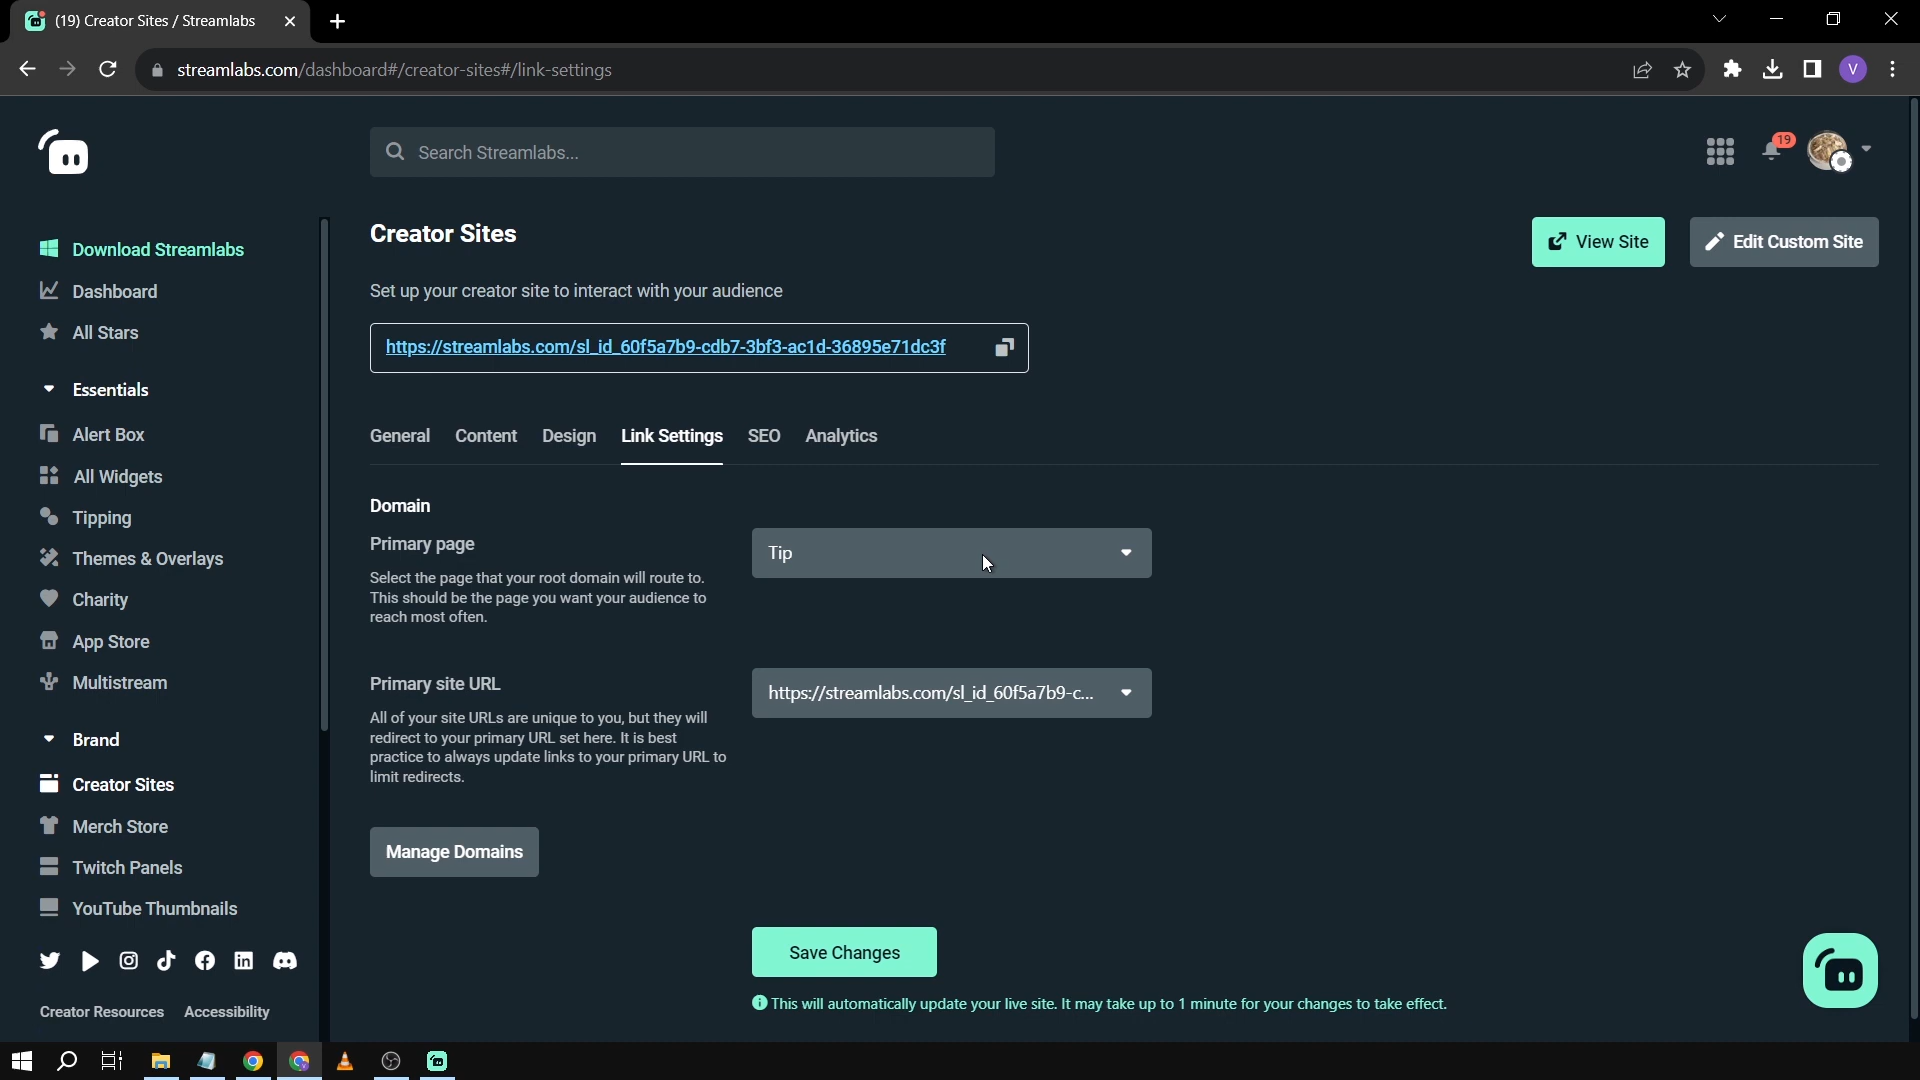 (19) Creator Sites / Streamlabs
streamlabs.com/dashboard#/creator-sites#/link-settings
V
Search Streamlabs...
19
Download Streamlabs
Dashboard
All Stars
Essentials
Alert Box
All Widgets
Tipping
Themes & Overlays
Charity
App Store
Multistream
Brand
Creator Sites
Merch Store
Twitch Panels
YouTube Thumbnails
Creator Resources Accessibility
Creator Sites
View Site
Edit Custom Site
Set up your creator site to interact with your audience
https://streamlabs.com/sl_id_60f5a7b9-cdb7-3bf3-ac1d-36895e71dc3f
General Content Design Link Settings SEO Analytics
Domain
Primary page
Select the page that your root domain will route to.
This should be the page you want your audience to
reach most often.
Tip
Primary site URL
All of your site URLs are unique to you, but they will
redirect to your primary URL set here. It is best
practice to always update links to your primary URL to
limit redirects.
https://streamlabs.com/sl_id_60f5a7b9-c...
Manage Domains
Save Changes
This will automatically update your live site. It may take up to 1 minute for your changes to take effect.